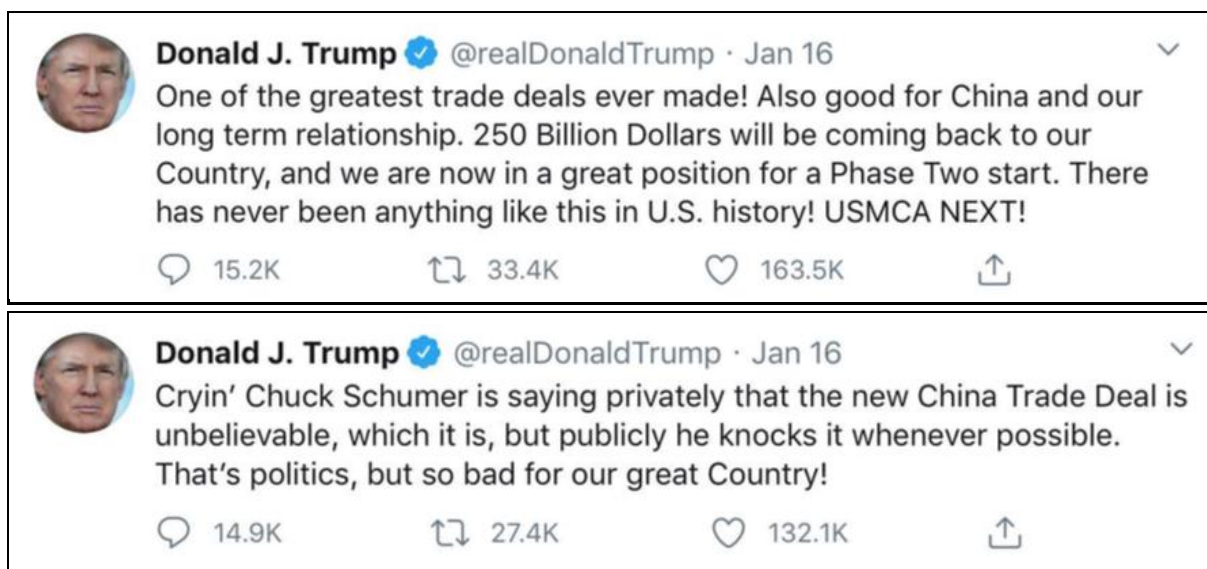 Donald J. Trump @realDonaldTrump · Jan 16
One of the greatest trade deals ever made! Also good for China and our
long term relationship. 250 Billion Dollars will be coming back to our
Country, and we are now in a great position for a Phase Two start. There
has never been anything like this in U.S. history! USMCA NEXT!
15.2K 33.4K 163.5K
Donald J. Trump @realDonaldTrump · Jan 16
Cryin’ Chuck Schumer is saying privately that the new China Trade Deal is
unbelievable, which it is, but publicly he knocks it whenever possible.
That’s politics, but so bad for our great Country!
14.9K 27.4K 132.1K